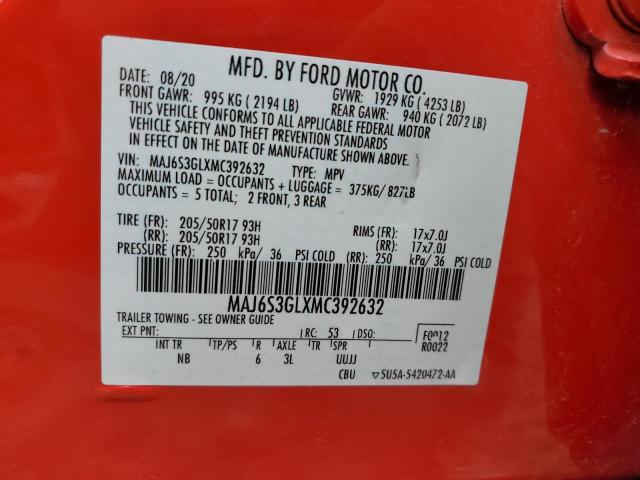 MFD. BY FORD MOTOR CO.
DATE: 08/20 GVWR: 1929 KG ( 4253 LB)
FRONT GAWR: 995 KG ( 2194 LB) REAR GAWR: 940 KG ( 2072 LB)
THIS VEHICLE CONFORMS TO ALL APPLICABLE FEDERAL MOTOR
VEHICLE SAFETY AND THEFT PREVENTION STANDARDS
IN EFFECT ON THE DATE OF MANUFACTURE SHOWN ABOVE.
VIN: MAJ6S3GLXMC392632 TYPE: MPV
MAXIMUM LOAD = OCCUPANTS + LUGGAGE = 375KG/ 827LB
OCCUPANTS = 5 TOTAL; 2 FRONT, 3 REAR
TIRE (FR): 205/50R17 93H RIMS (FR): 17x7.0J
(RR): 205/50R17 93H (RR): 17x7.0J
PRESSURE (FR): 250 kPa/ 36 PSI COLD (RR): 250 kPa/ 36 PSI COLD
MAJ6S3GLXMC392632
TRAILER TOWING - SEE OWNER GUIDE
EXT PNT: RC: 53 DSO: R0022
INT TR TP/PS R AXLE TR SPR
NB 6 3L UUJJ
CBU 5U5A-5420472-AA